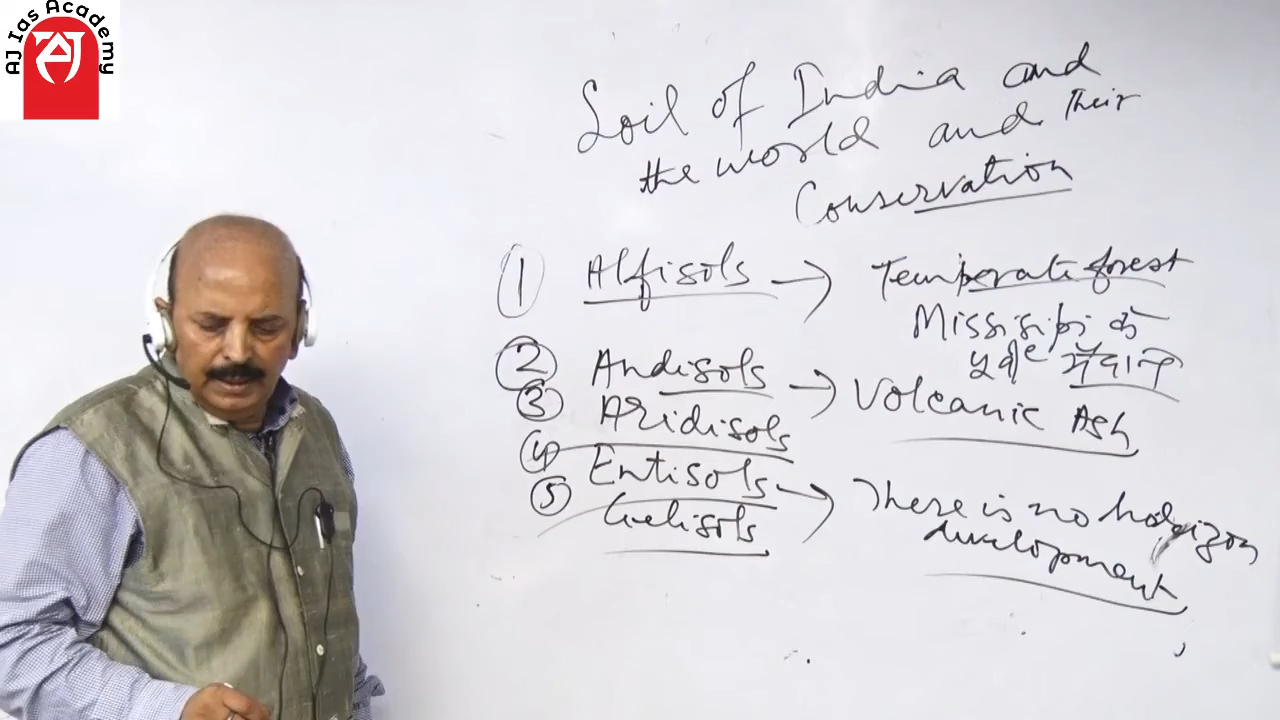 AJ Ias Academy
AJ
Soil of India and
the world and Their
Conservation
1 Alfisols → Temperate forest
Missisipi के
पूर्व मैदान
2 Andisols → Volcanic Ash
3 Aridisols
4 Entisols → There is no horizon
development
5 Gelisols